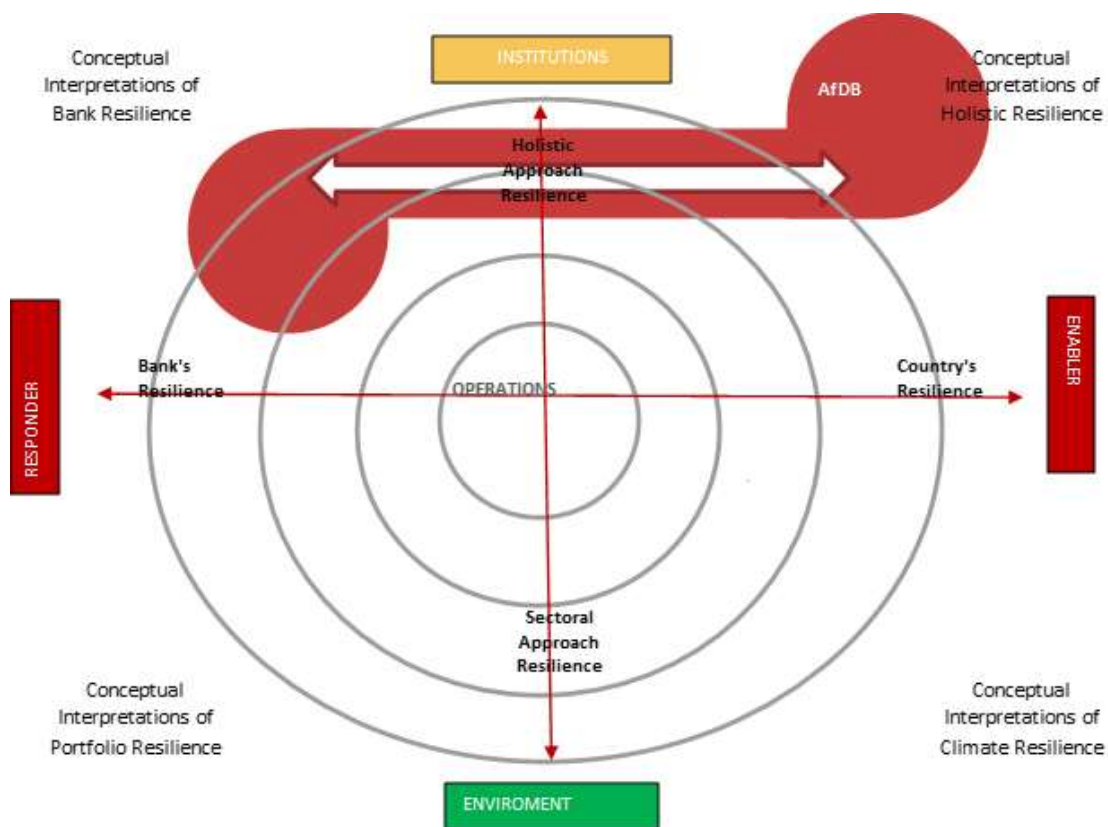 INSTITUTIONS
Conceptual
Interpretations of
Bank Resilience
AfDB
Conceptual
Interpretations of
Holistic Resilience
Holistic
Approach
Resilience
RESPONDER
Bank's
Resilience
OPERATIONS
Country's
Resilience
ENABLER
Sectoral
Approach
Resilience
Conceptual
Interpretations of
Portfolio Resilience
Conceptual
Interpretations of
Climate Resilience
ENVIROMENT